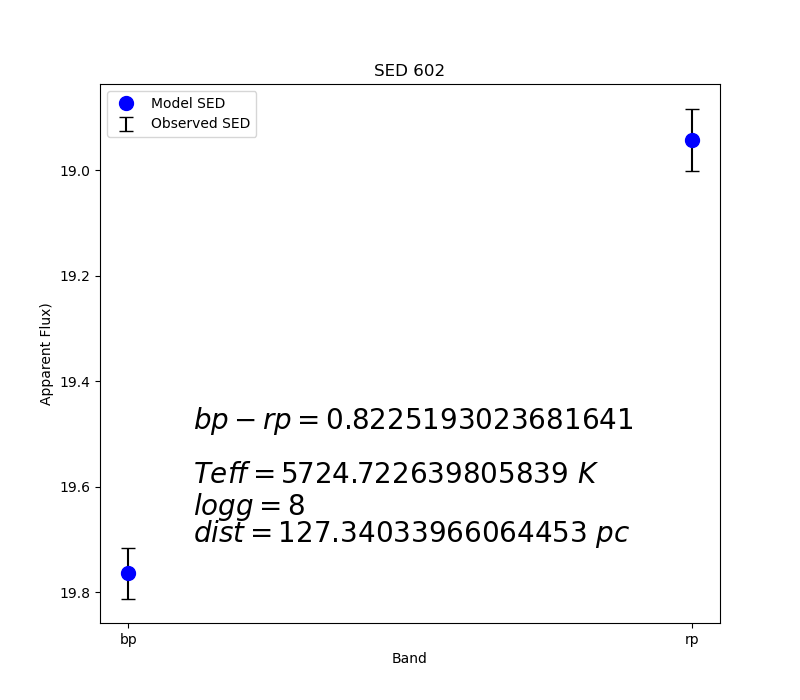 SED 602
Model SED
Observed SED
19.0
19.2
19.4
19.6
19.8
Apparent Flux)
bp − rp = 0.8225193023681641
Teff = 5724.722639805839 K
logg = 8
dist = 127.34033966064453 pc
bp
rp
Band